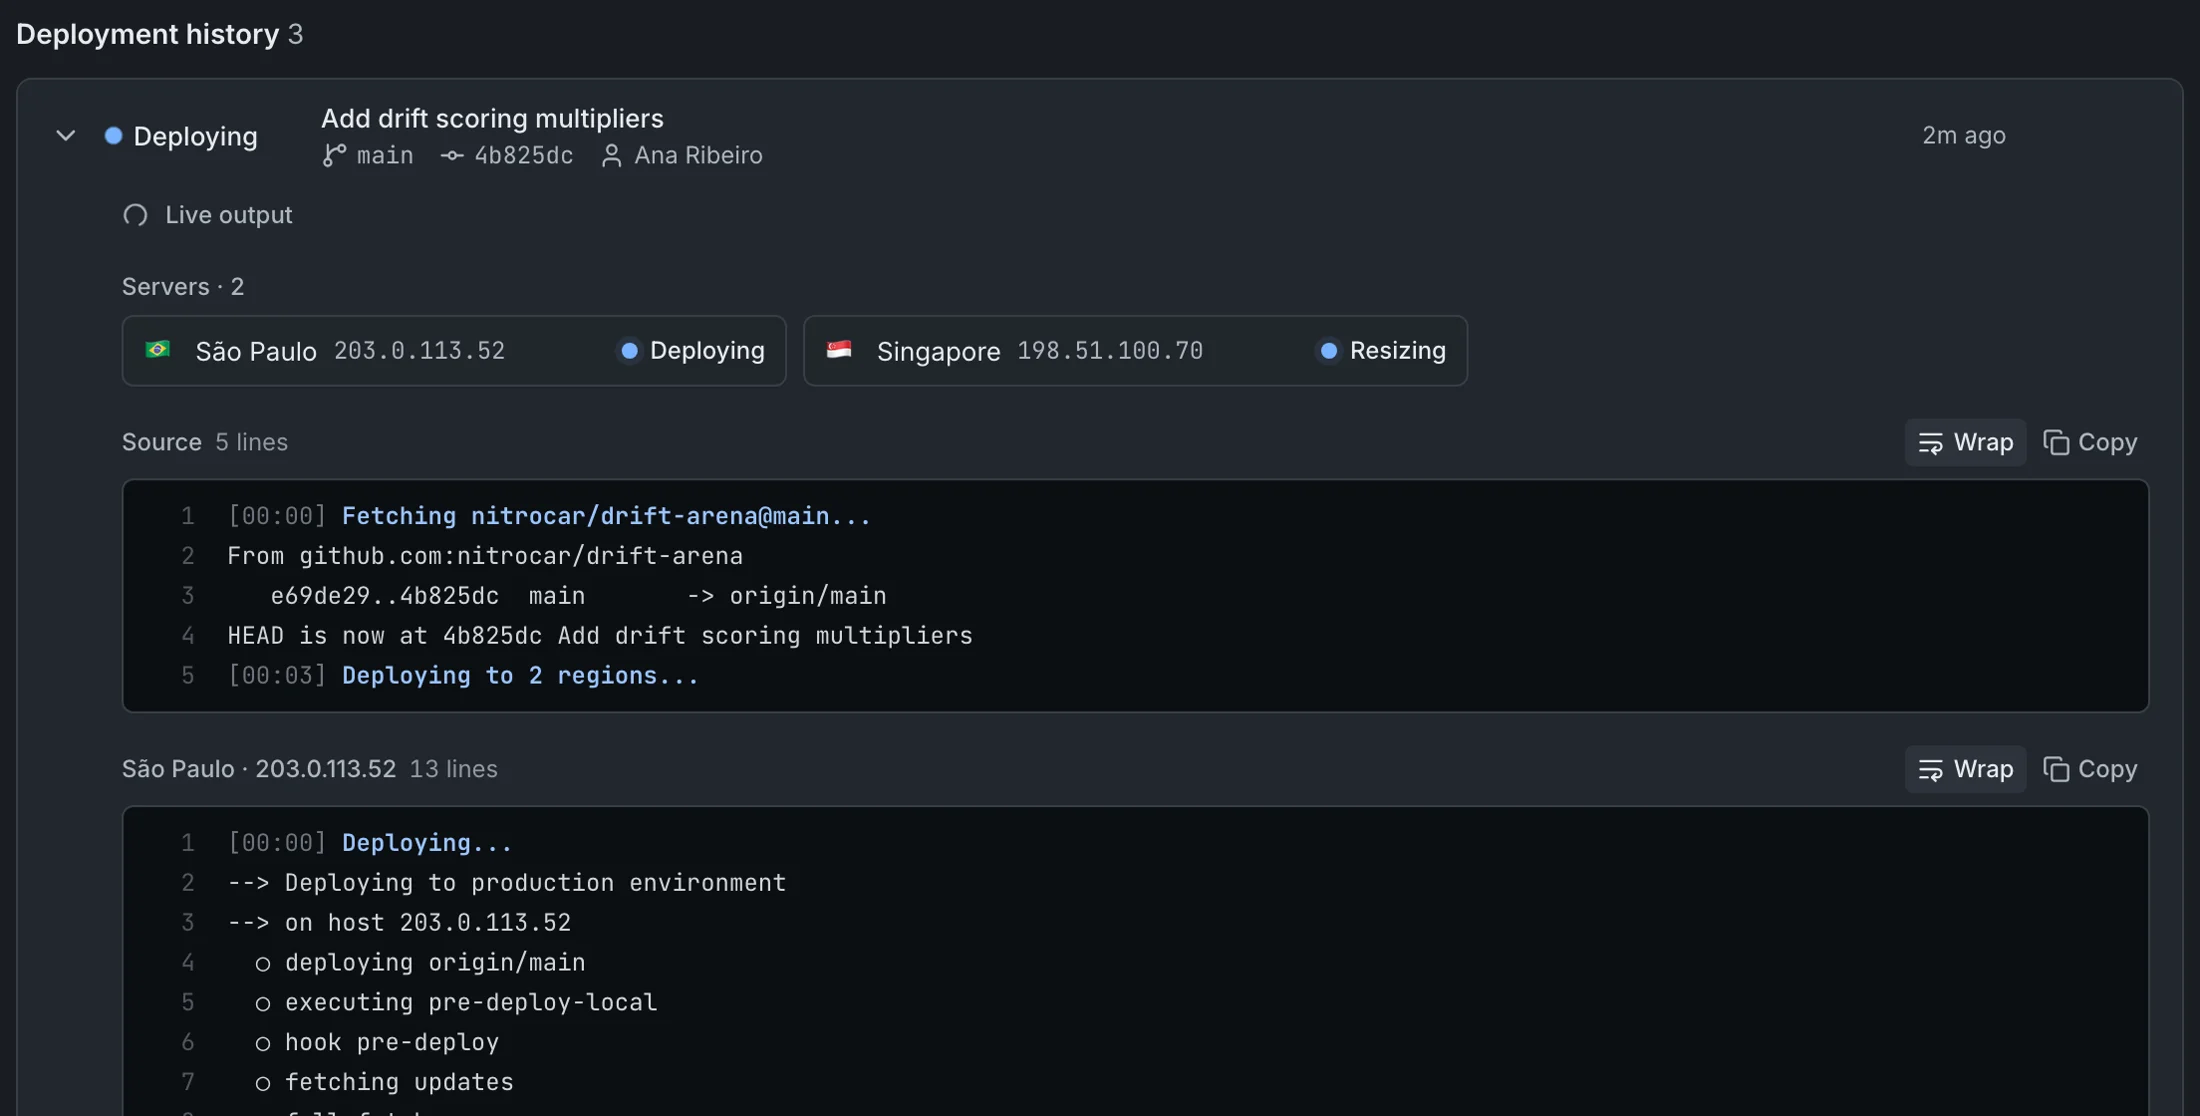 Deployment history 3
Deploying
Add drift scoring multipliers
main 4b825dc Ana Ribeiro
2m ago
Live output
Servers · 2
São Paulo 203.0.113.52 Deploying
Singapore 198.51.100.70 Resizing
Source 5 lines
Wrap Copy
1 [00:00] Fetching nitrocar/drift-arena@main...
2 From github.com:nitrocar/drift-arena
3    e69de29..4b825dc  main       -> origin/main
4 HEAD is now at 4b825dc Add drift scoring multipliers
5 [00:03] Deploying to 2 regions...
São Paulo · 203.0.113.52 13 lines
Wrap Copy
1 [00:00] Deploying...
2 --> Deploying to production environment
3 --> on host 203.0.113.52
4   ○ deploying origin/main
5   ○ executing pre-deploy-local
6   ○ hook pre-deploy
7   ○ fetching updates